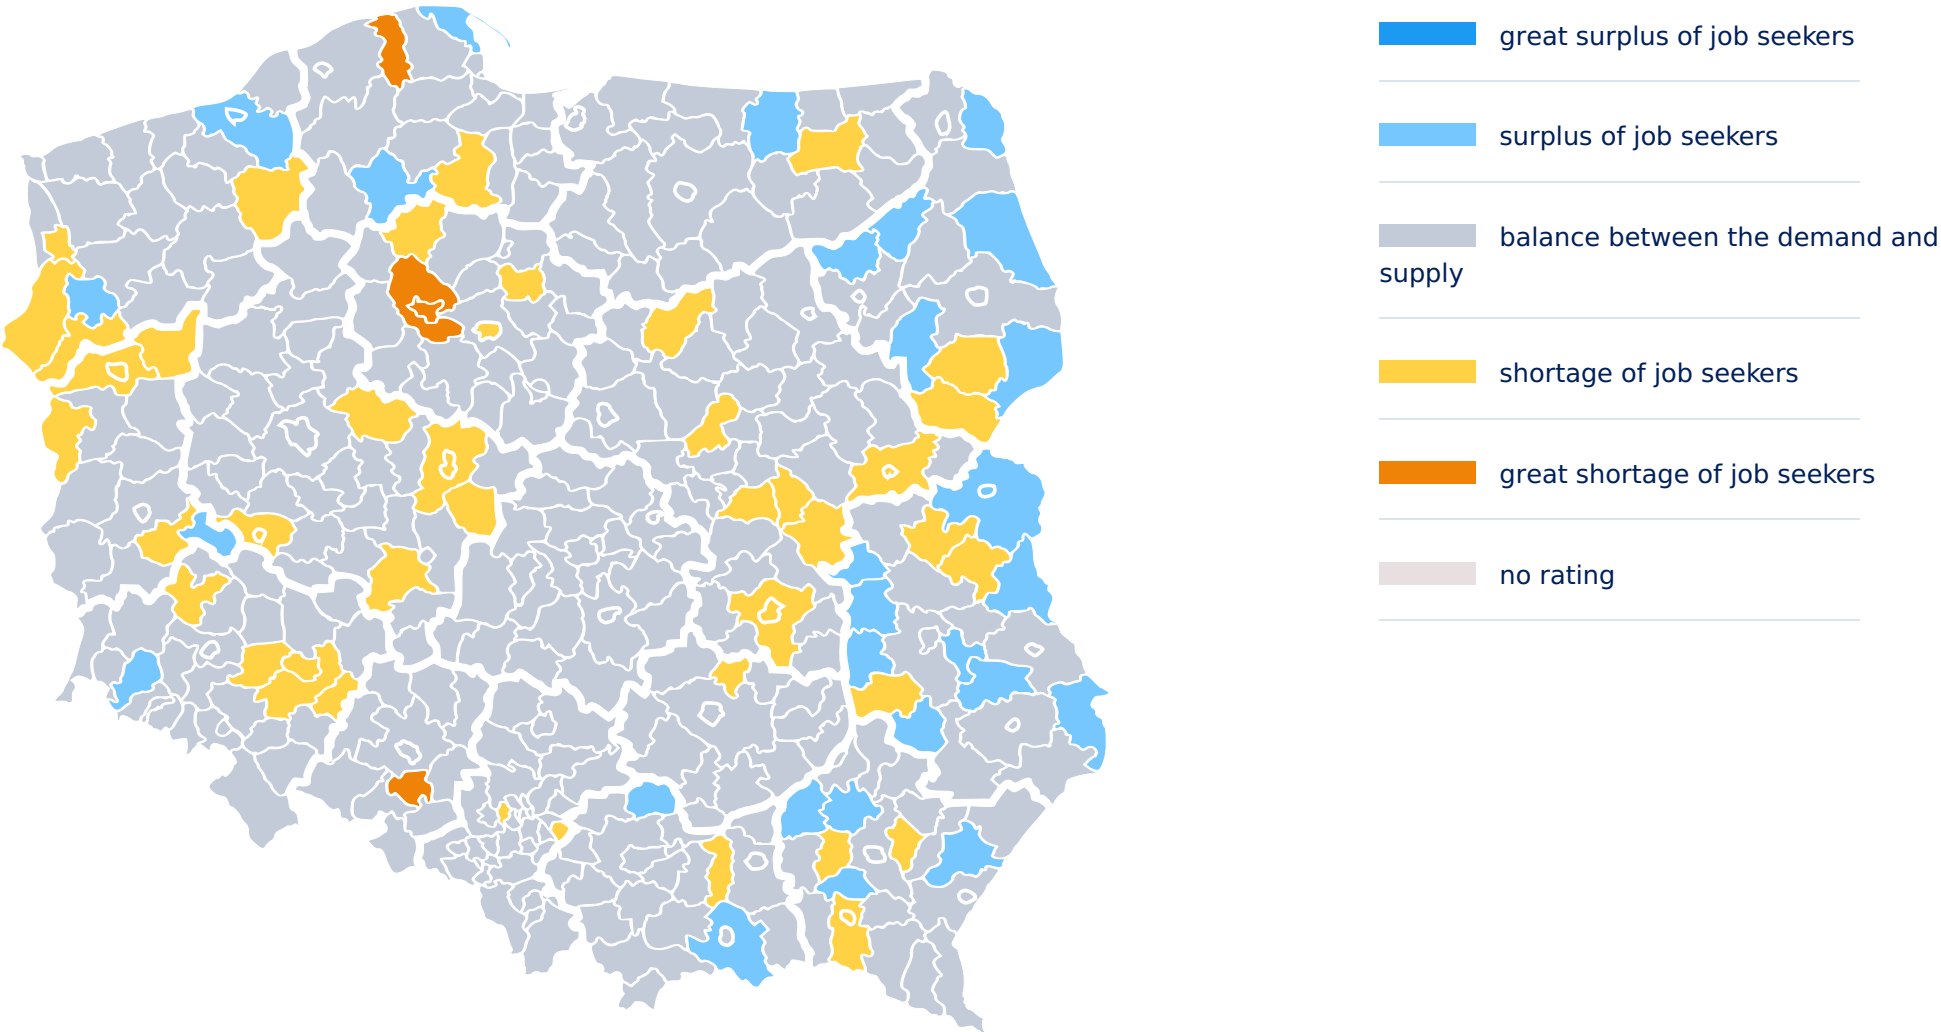 great surplus of job seekers
surplus of job seekers
balance between the demand and
supply
shortage of job seekers
great shortage of job seekers
no rating